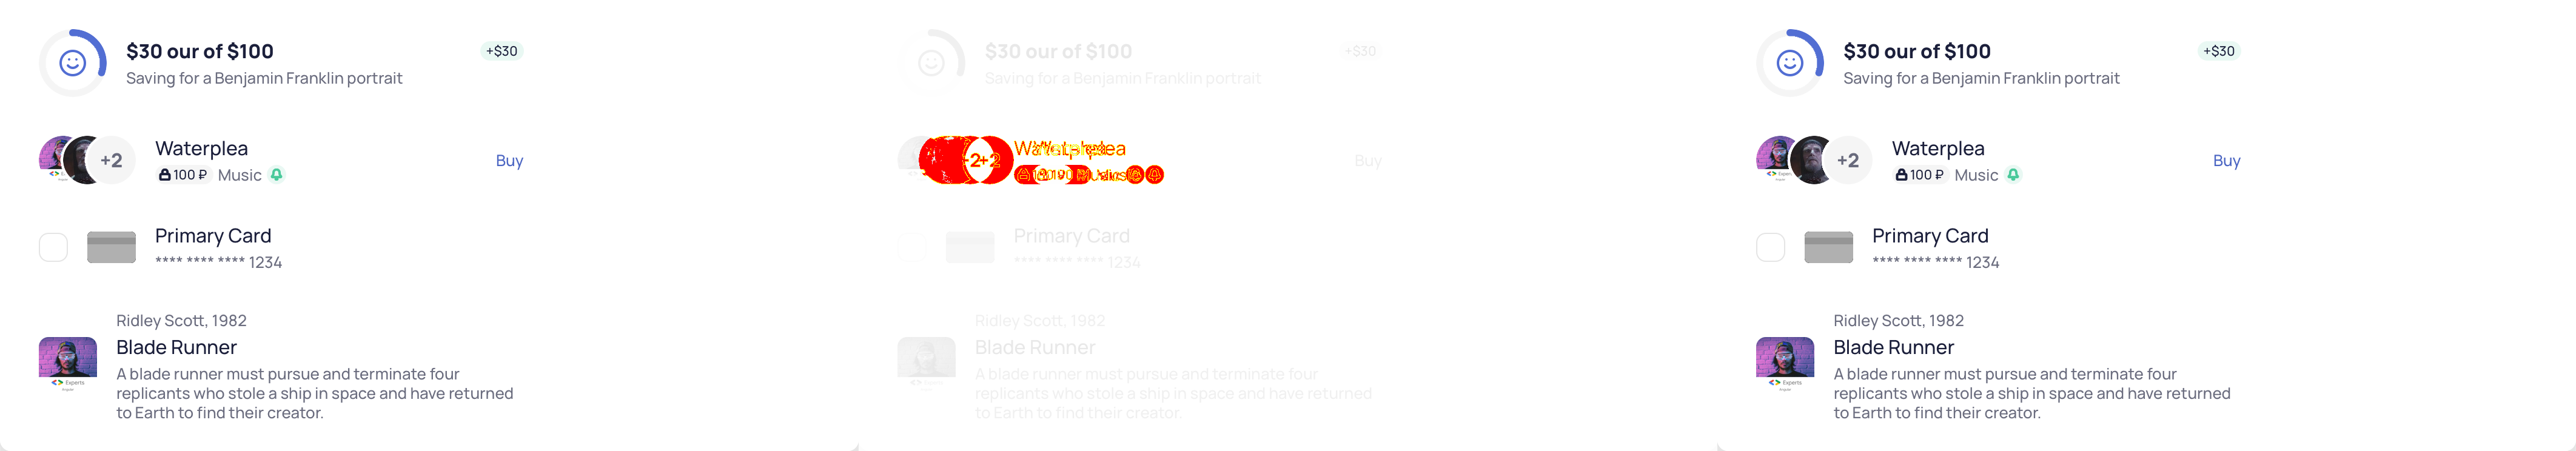 $30 our of $100
+$30
Saving for a Benjamin Franklin portrait
+2
Waterplea
100 ₽ Music
Buy
Primary Card
**** **** **** 1234
Ridley Scott, 1982
Blade Runner
A blade runner must pursue and terminate four
replicants who stole a ship in space and have returned
to Earth to find their creator.
Experts
Angular
$30 our of $100
+$30
Saving for a Benjamin Franklin portrait
Buy
Primary Card
**** **** **** 1234
Ridley Scott, 1982
Blade Runner
A blade runner must pursue and terminate four
replicants who stole a ship in space and have returned
to Earth to find their creator.
$30 our of $100
+$30
Saving for a Benjamin Franklin portrait
+2
Waterplea
100 ₽ Music
Buy
Primary Card
**** **** **** 1234
Ridley Scott, 1982
Blade Runner
A blade runner must pursue and terminate four
replicants who stole a ship in space and have returned
to Earth to find their creator.
Experts
Angular